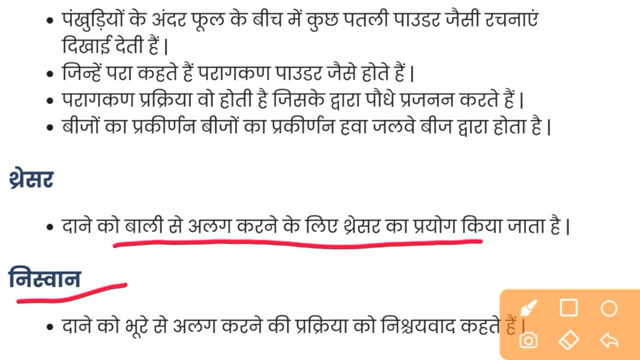 पंखुड़ियों के अंदर फूल के बीच में कुछ पतली पाउडर जैसी रचनाएं
दिखाई देती हैं |
जिन्हें परा कहते हैं परागकण पाउडर जैसे होते हैं |
परागकण प्रक्रिया वो होती है जिसके द्वारा पौधे प्रजनन करते हैं |
बीजों का प्रकीर्णन बीजों का प्रकीर्णन हवा जलवे बीज द्वारा होता है |
थ्रेसर
दाने को बाली से अलग करने के लिए थ्रेसर का प्रयोग किया जाता है |
निस्वान
दाने को भूरे से अलग करने की प्रक्रिया को निश्चयवाद कहते हैं |